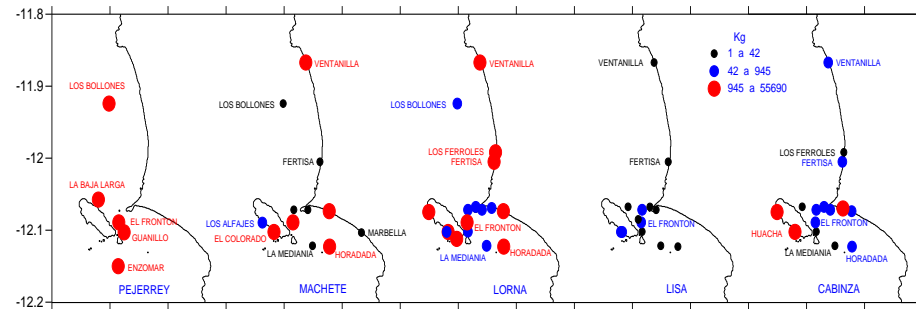 -11.8
-11.9
-12
-12.1
-12.2
LOS BOLLONES
LA BAJA LARGA
EL FRONTON
GUANILLO
ENZOMAR
PEJERREY
VENTANILLA
LOS BOLLONES
FERTISA
LOS ALFAJES
EL COLORADO
MARBELLA
LA MEDIANIA
HORADADA
MACHETE
VENTANILLA
LOS BOLLONES
LOS FERROLES
FERTISA
EL FRONTON
LA MEDIANIA
HORADADA
LORNA
VENTANILLA
FERTISA
EL FRONTON
LISA
Kg
1 a 42
42 a 945
945 a 55690
VENTANILLA
LOS FERROLES
FERTISA
EL FRONTON
HUACHA
LA MEDIANIA
HORADADA
CABINZA